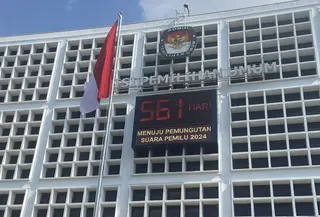 PEMILIHAN UMUM
561 HARI
MENUJU PEMUNGUTAN
SUARA PEMILU 2024